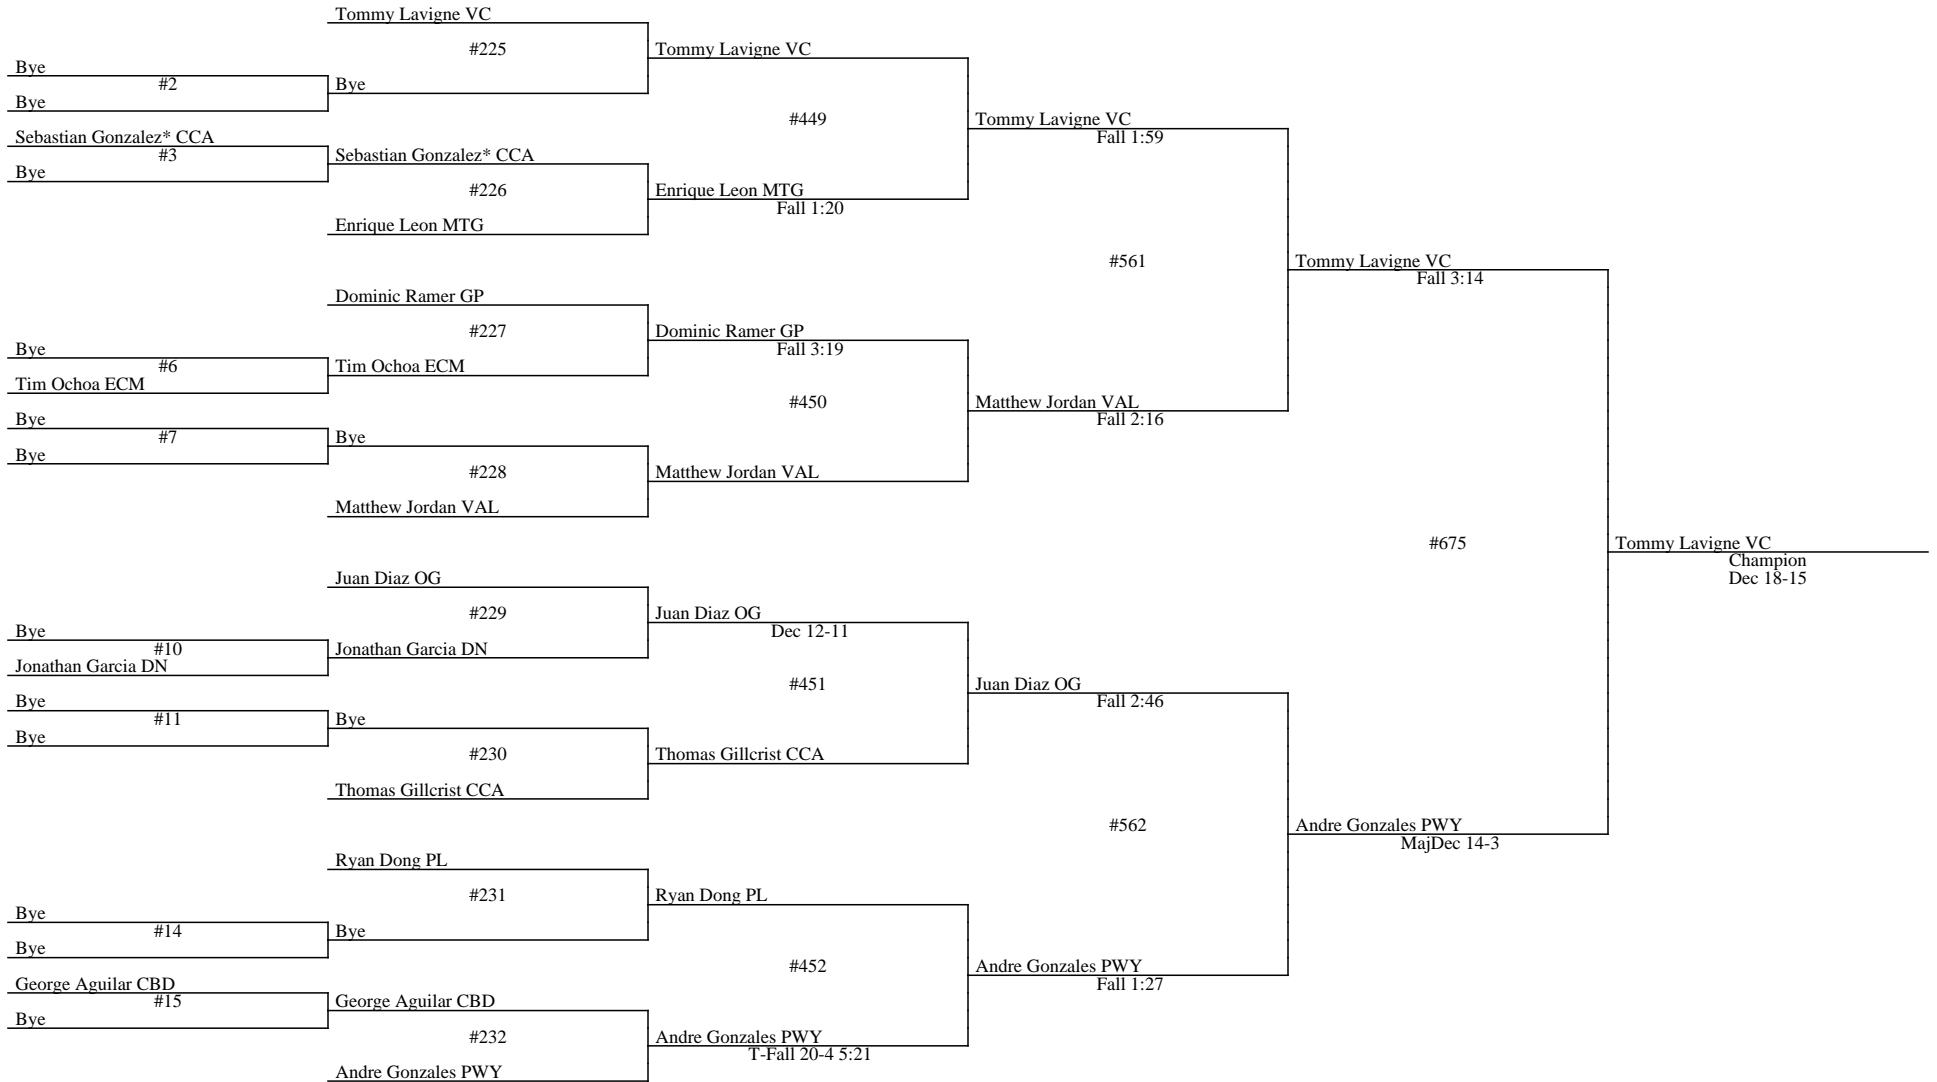 Tommy Lavigne VC
#225
Tommy Lavigne VC
Bye
#2
Bye
Bye
#449
Tommy Lavigne VC
Fall 1:59
Sebastian Gonzalez* CCA
#3
Sebastian Gonzalez* CCA
Bye
#226
Enrique Leon MTG
Fall 1:20
Enrique Leon MTG
#561
Tommy Lavigne VC
Fall 3:14
Dominic Ramer GP
#227
Dominic Ramer GP
Fall 3:19
Bye
#6
Tim Ochoa ECM
Tim Ochoa ECM
#450
Matthew Jordan VAL
Fall 2:16
Bye
#7
Bye
Bye
#228
Matthew Jordan VAL
Matthew Jordan VAL
#675
Tommy Lavigne VC
Champion
Dec 18-15
Juan Diaz OG
#229
Juan Diaz OG
Dec 12-11
Bye
#10
Jonathan Garcia DN
Jonathan Garcia DN
#451
Juan Diaz OG
Fall 2:46
Bye
#11
Bye
Bye
#230
Thomas Gillcrist CCA
Thomas Gillcrist CCA
#562
Andre Gonzales PWY
MajDec 14-3
Ryan Dong PL
#231
Ryan Dong PL
Bye
#14
Bye
Bye
#452
Andre Gonzales PWY
Fall 1:27
George Aguilar CBD
#15
George Aguilar CBD
Bye
#232
Andre Gonzales PWY
T-Fall 20-4 5:21
Andre Gonzales PWY